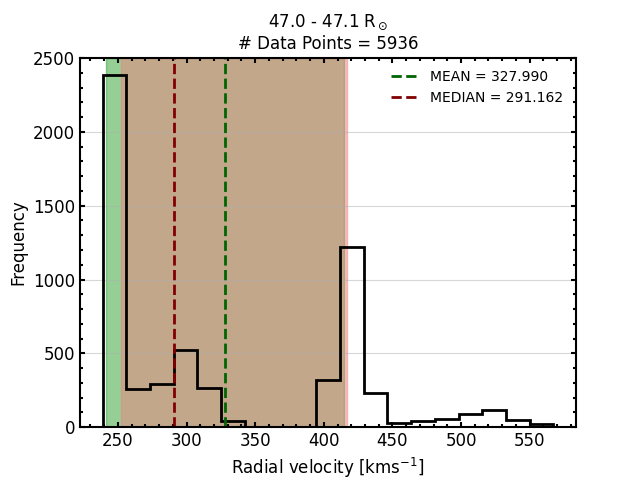 47.0 - 47.1 R⊙
# Data Points = 5936
MEAN = 327.990
MEDIAN = 291.162
2500
2000
1500
1000
500
0
Frequency
250 300 350 400 450 500 550
Radial velocity [kms⁻¹]